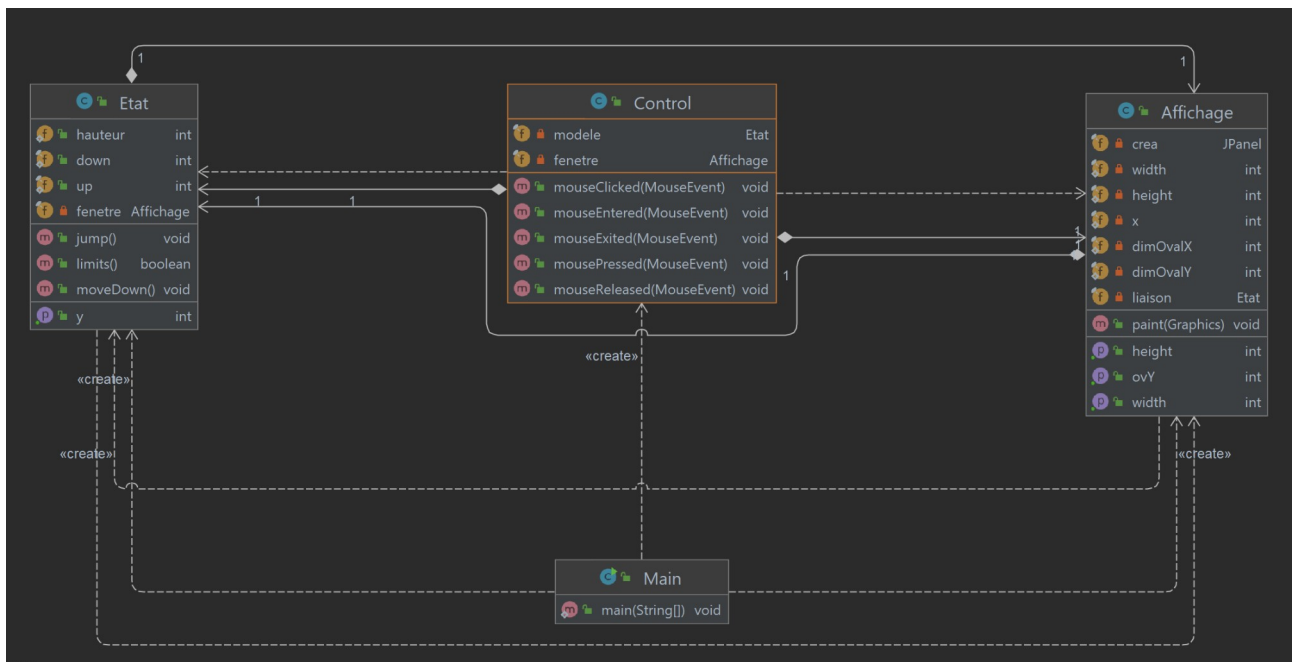 1
1
Etat
hauteur int
down int
up int
fenetre Affichage
jump() void
limits() boolean
moveDown() void
y int
Control
modele Etat
fenetre Affichage
mouseClicked(MouseEvent) void
mouseEntered(MouseEvent) void
mouseExited(MouseEvent) void
mousePressed(MouseEvent) void
mouseReleased(MouseEvent) void
Affichage
crea JPanel
width int
height int
x int
dimOvalX int
dimOvalY int
liaison Etat
paint(Graphics) void
height int
ovY int
width int
1
1
1
1
1
«create»
«create»
«create»
«create»
Main
main(String[]) void